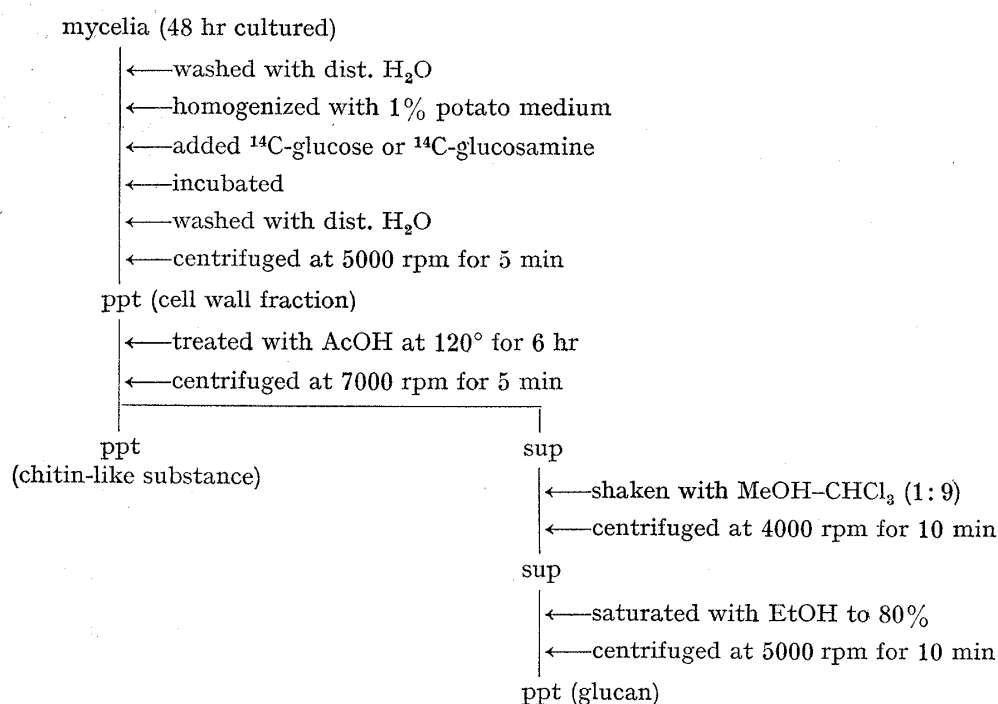 mycelia (48 hr cultured)
←washed with dist. H₂O
←homogenized with 1% potato medium
←added ¹⁴C-glucose or ¹⁴C-glucosamine
←incubated
←washed with dist. H₂O
←centrifuged at 5000 rpm for 5 min
ppt (cell wall fraction)
←treated with AcOH at 120° for 6 hr
←centrifuged at 7000 rpm for 5 min
ppt
(chitin-like substance)
sup
←shaken with MeOH–CHCl₃ (1: 9)
←centrifuged at 4000 rpm for 10 min
sup
←saturated with EtOH to 80%
←centrifuged at 5000 rpm for 10 min
ppt (glucan)